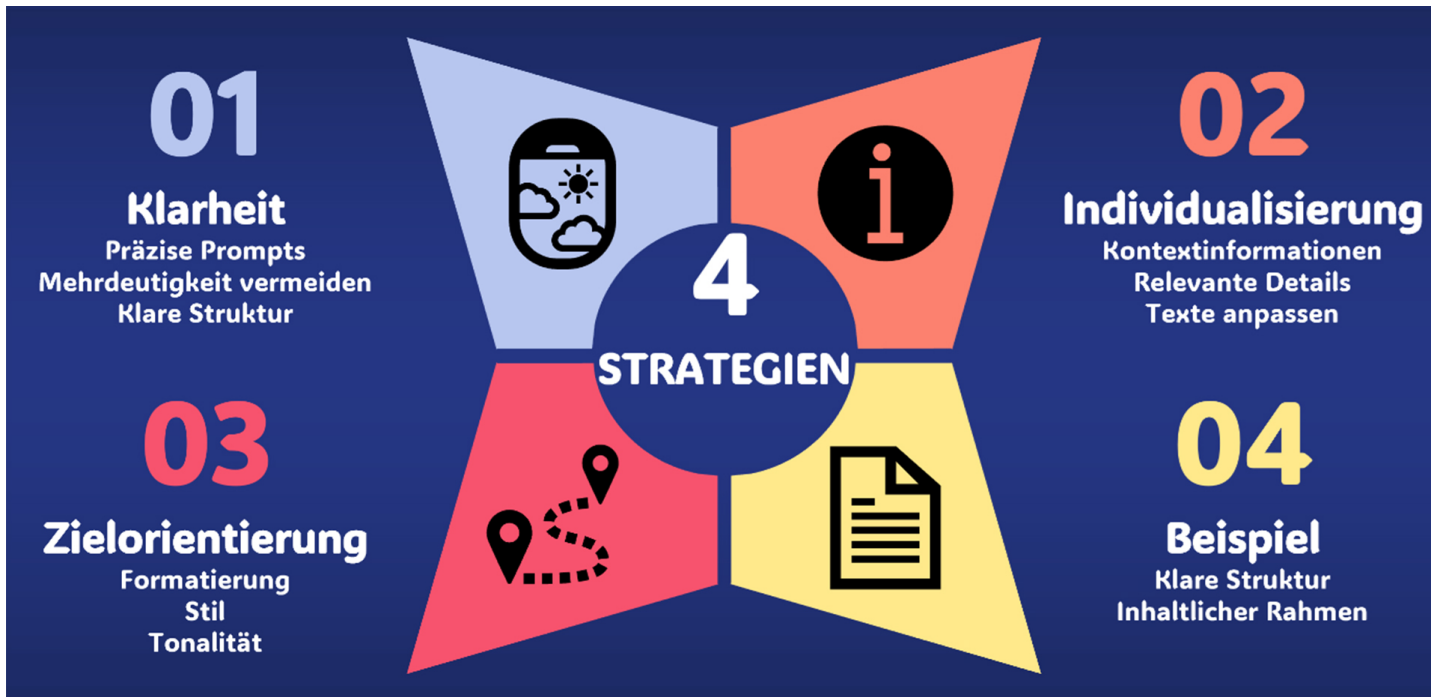 01
Klarheit
Präzise Prompts
Mehrdeutigkeit vermeiden
Klare Struktur
02
Individualisierung
Kontextinformationen
Relevante Details
Texte anpassen
4
STRATEGIEN
03
Zielorientierung
Formatierung
Stil
Tonalität
04
Beispiel
Klare Struktur
Inhaltlicher Rahmen